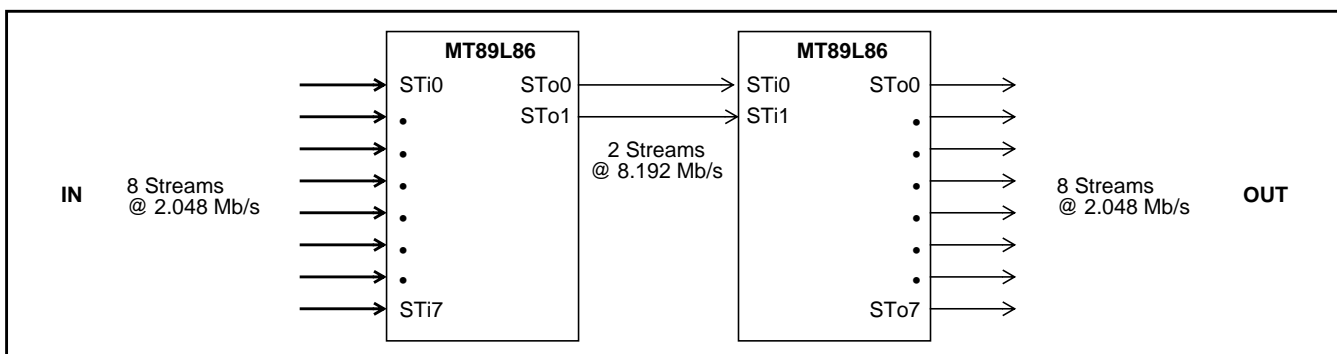 MT89L86
MT89L86
STi0
STo0
STi0
STo0
STo1
STi1
2 Streams
@ 8.192 Mb/s
IN
8 Streams
@ 2.048 Mb/s
8 Streams
@ 2.048 Mb/s
OUT
STi7
STo7